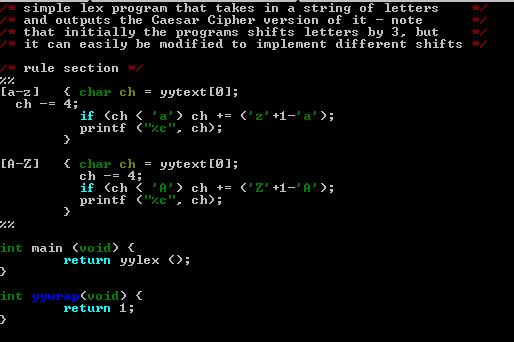 /* simple lex program that takes in a string of letters */
/* and outputs the Caesar Cipher version of it - note */
/* that initially the programs shifts letters by 3, but */
/* it can easily be modified to implement different shifts */
/* rule section */
%%
[a-z] { char ch = yytext[0];
ch -= 4;
if (ch < 'a') ch += ('z'+1-'a');
printf ("%c", ch);
}
[A-Z] { char ch = yytext[0];
ch -= 4;
if (ch < 'A') ch += ('Z'+1-'A');
printf ("%c", ch);
}
%%
int main (void) {
return yylex ();
}
int yywrap(void) {
return 1;
}